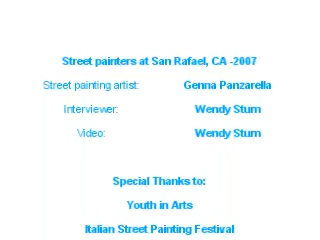 Street painters at San Rafael, CA -2007
Street painting artist: Genna Panzarella
Interviewer: Wendy Sturn
Video: Wendy Sturn
Special Thanks to:
Youth in Arts
Italian Street Painting Festival